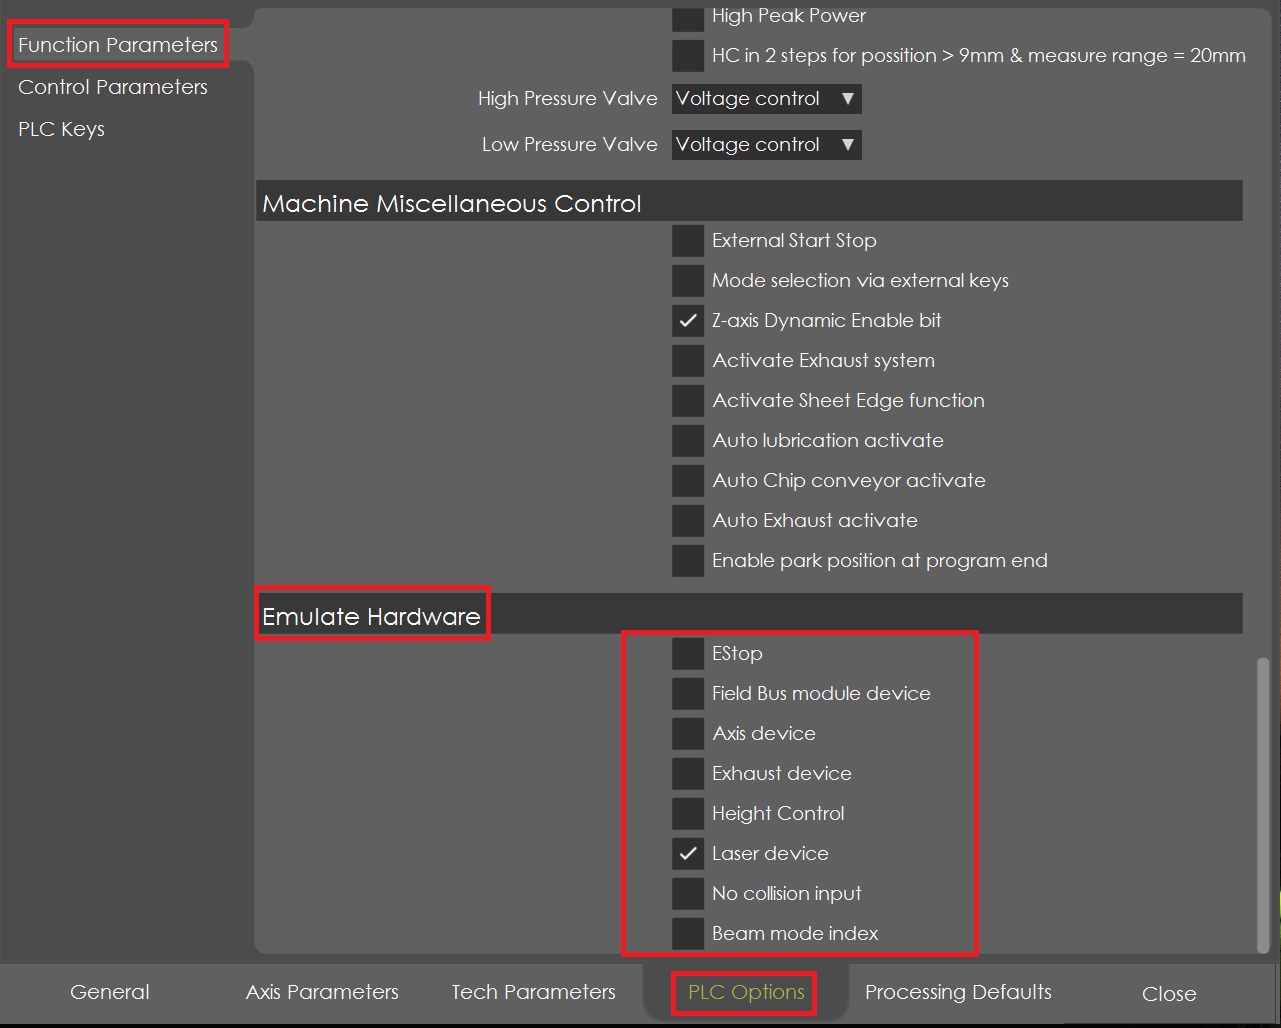 Function Parameters
Control Parameters
PLC Keys
High Peak Power
HC in 2 steps for possition > 9mm & measure range = 20mm
High Pressure Valve Voltage control
Low Pressure Valve Voltage control
Machine Miscellaneous Control
External Start Stop
Mode selection via external keys
Z-axis Dynamic Enable bit
Activate Exhaust system
Activate Sheet Edge function
Auto lubrication activate
Auto Chip conveyor activate
Auto Exhaust activate
Enable park position at program end
Emulate Hardware
EStop
Field Bus module device
Axis device
Exhaust device
Height Control
Laser device
No collision input
Beam mode index
General Axis Parameters Tech Parameters PLC Options Processing Defaults Close